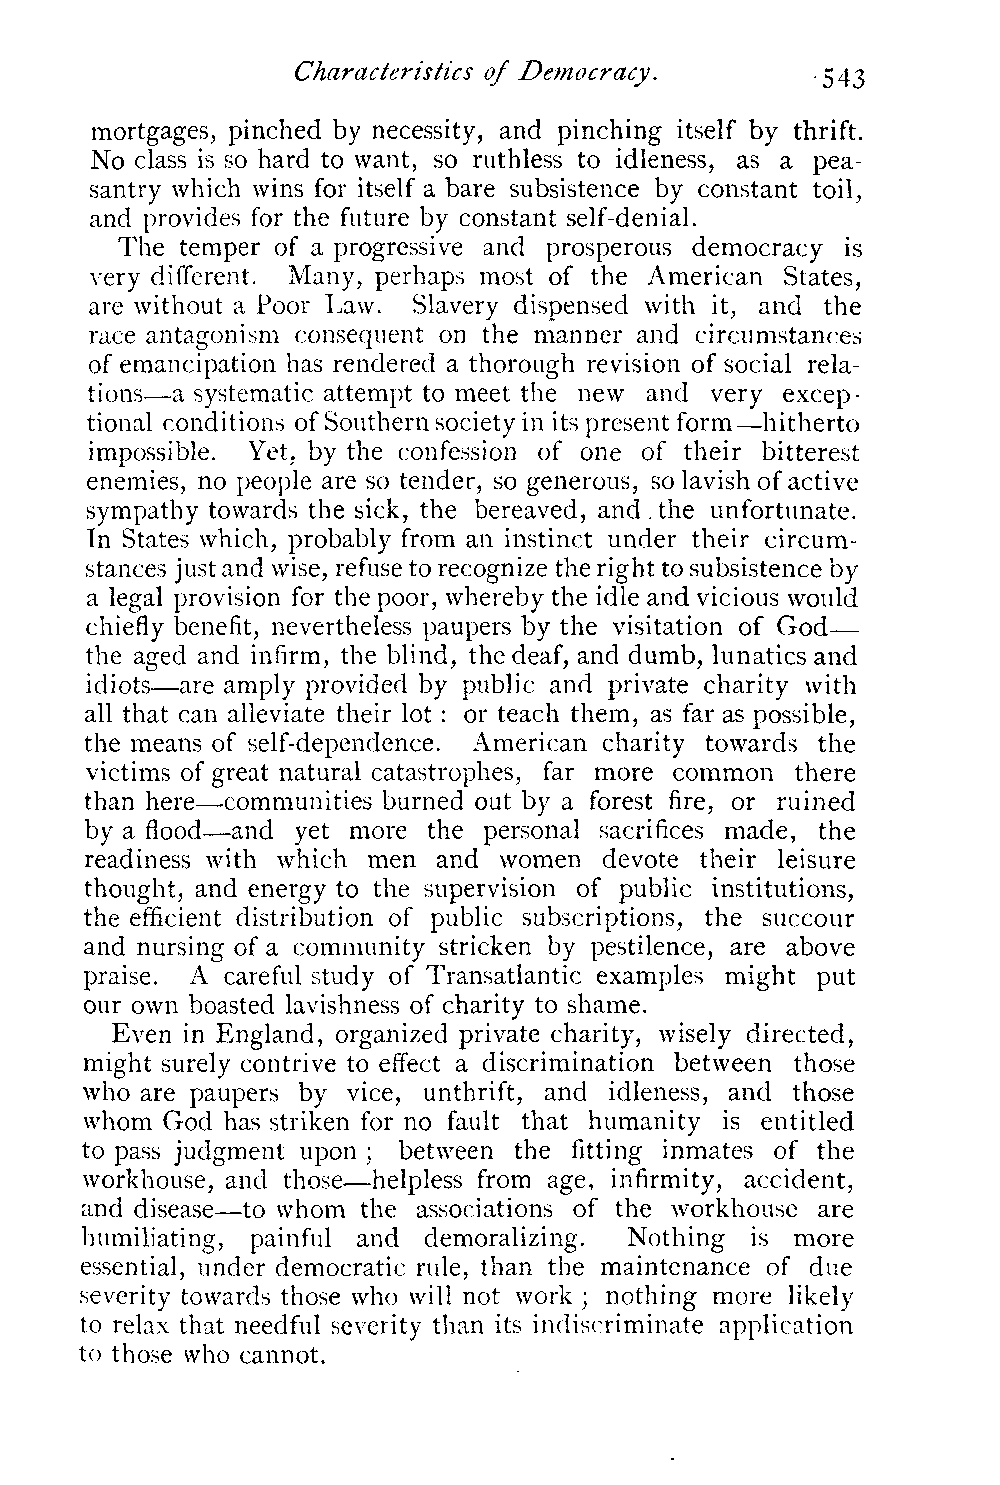 Characteristics of Democracy. 543
mortgages, pinched by necessity, and pinching itself by thrift.
No class is so hard to want, so ruthless to idleness, as a pea-
santry which wins for itself a bare subsistence by constant toil,
and provides for the future by constant self-denial.
The temper of a progressive and prosperous democracy is
very different. Many, perhaps most of the American States,
are without a Poor Law. Slavery dispensed with it, and the
race antagonism consequent on the manner and circumstances
of emancipation has rendered a thorough revision of social rela-
tions—a systematic attempt to meet the new and very excep-
tional conditions of Southern society in its present form—hitherto
impossible. Yet, by the confession of one of their bitterest
enemies, no people are so tender, so generous, so lavish of active
sympathy towards the sick, the bereaved, and the unfortunate.
In States which, probably from an instinct under their circum-
stances just and wise, refuse to recognize the right to subsistence by
a legal provision for the poor, whereby the idle and vicious would
chiefly benefit, nevertheless paupers by the visitation of God—
the aged and infirm, the blind, the deaf, and dumb, lunatics and
idiots—are amply provided by public and private charity with
all that can alleviate their lot : or teach them, as far as possible,
the means of self-dependence. American charity towards the
victims of great natural catastrophes, far more common there
than here—communities burned out by a forest fire, or ruined
by a flood—and yet more the personal sacrifices made, the
readiness with which men and women devote their leisure
thought, and energy to the supervision of public institutions,
the efficient distribution of public subscriptions, the succour
and nursing of a community stricken by pestilence, are above
praise. A careful study of Transatlantic examples might put
our own boasted lavishness of charity to shame.
Even in England, organized private charity, wisely directed,
might surely contrive to effect a discrimination between those
who are paupers by vice, unthrift, and idleness, and those
whom God has striken for no fault that humanity is entitled
to pass judgment upon ; between the fitting inmates of the
workhouse, and those—helpless from age, infirmity, accident,
and disease—to whom the associations of the workhouse are
humiliating, painful and demoralizing. Nothing is more
essential, under democratic rule, than the maintenance of due
severity towards those who will not work ; nothing more likely
to relax that needful severity than its indiscriminate application
to those who cannot.